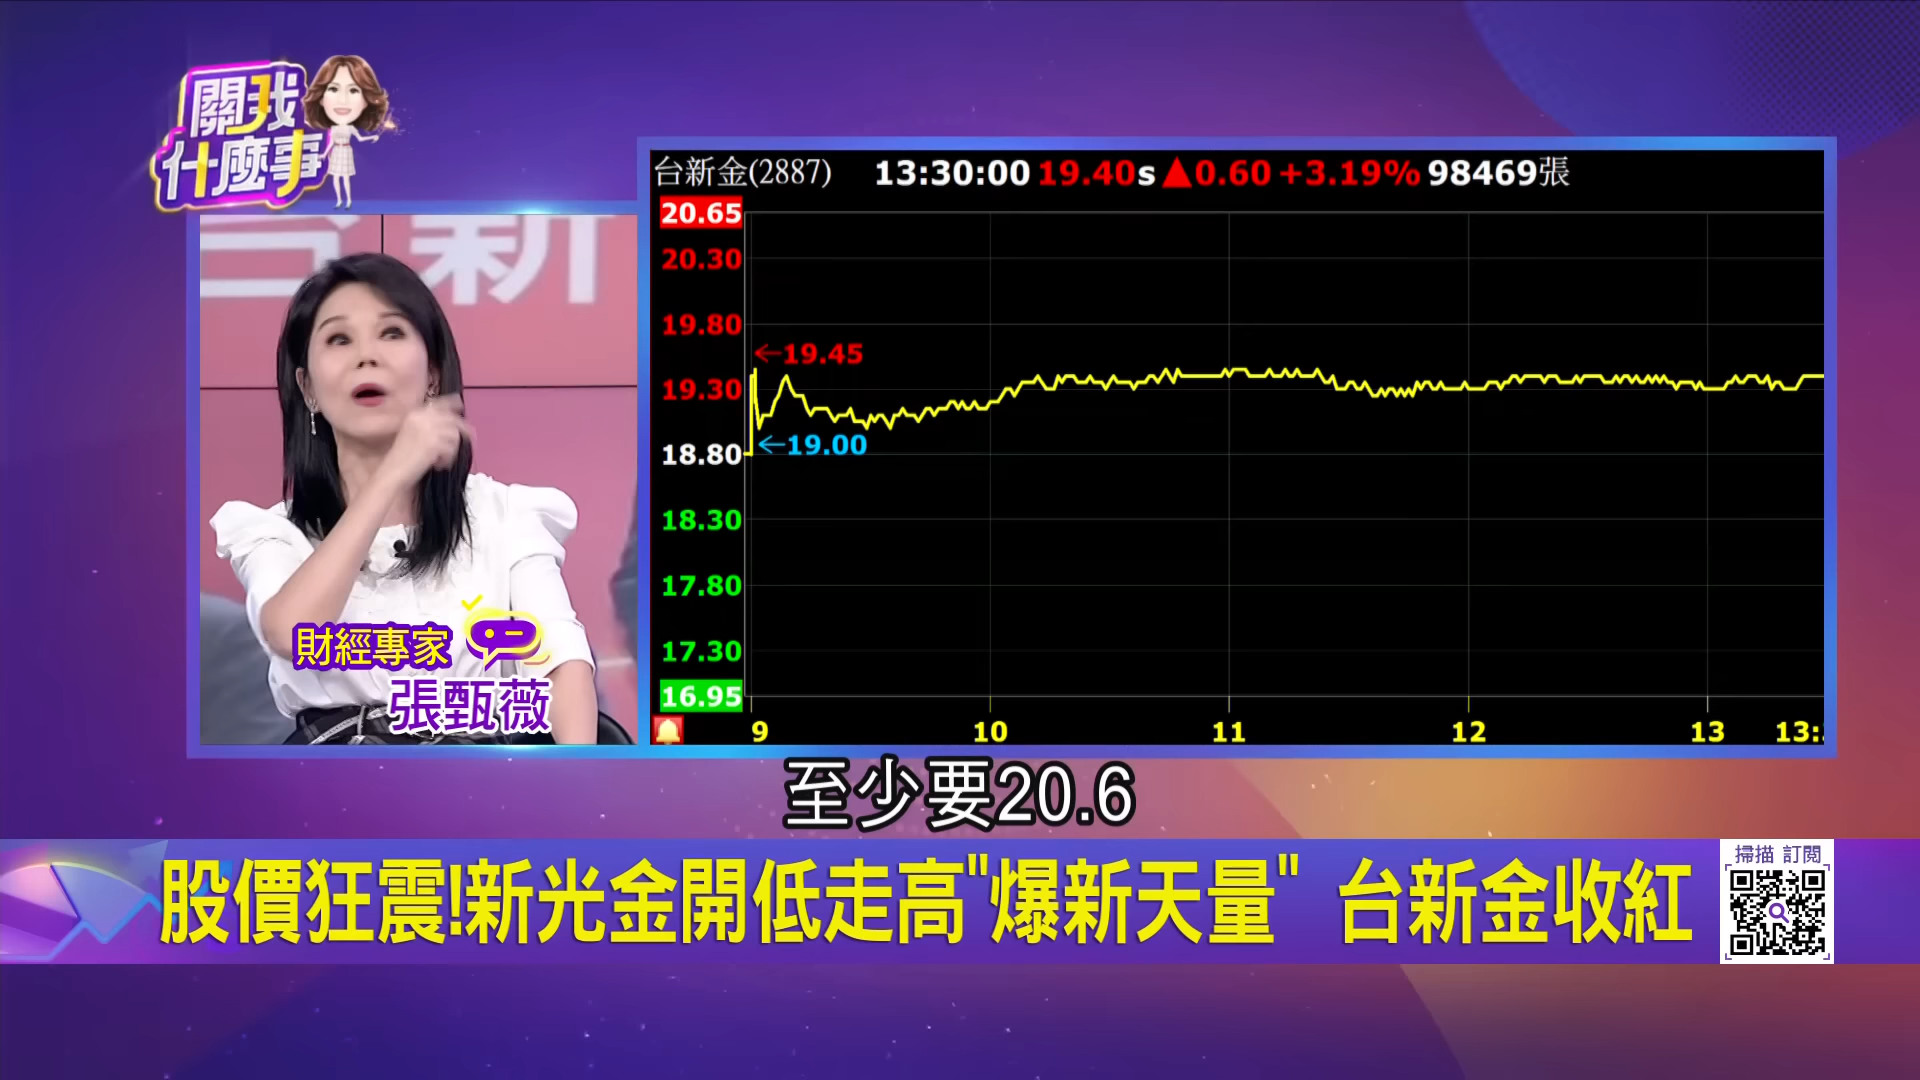 關我
什麼事
台新金(2887) 13:30:00 19.40s ▲0.60 +3.19% 98469張
台新
20.65
20.30
19.80
←19.45
19.30
←19.00
18.80
18.30
17.80
17.30
16.95
9 10 11 12 13 13:
財經專家
張甄薇
至少要20.6
股價狂震!新光金開低走高"爆新天量" 台新金收紅
掃描 訂閱